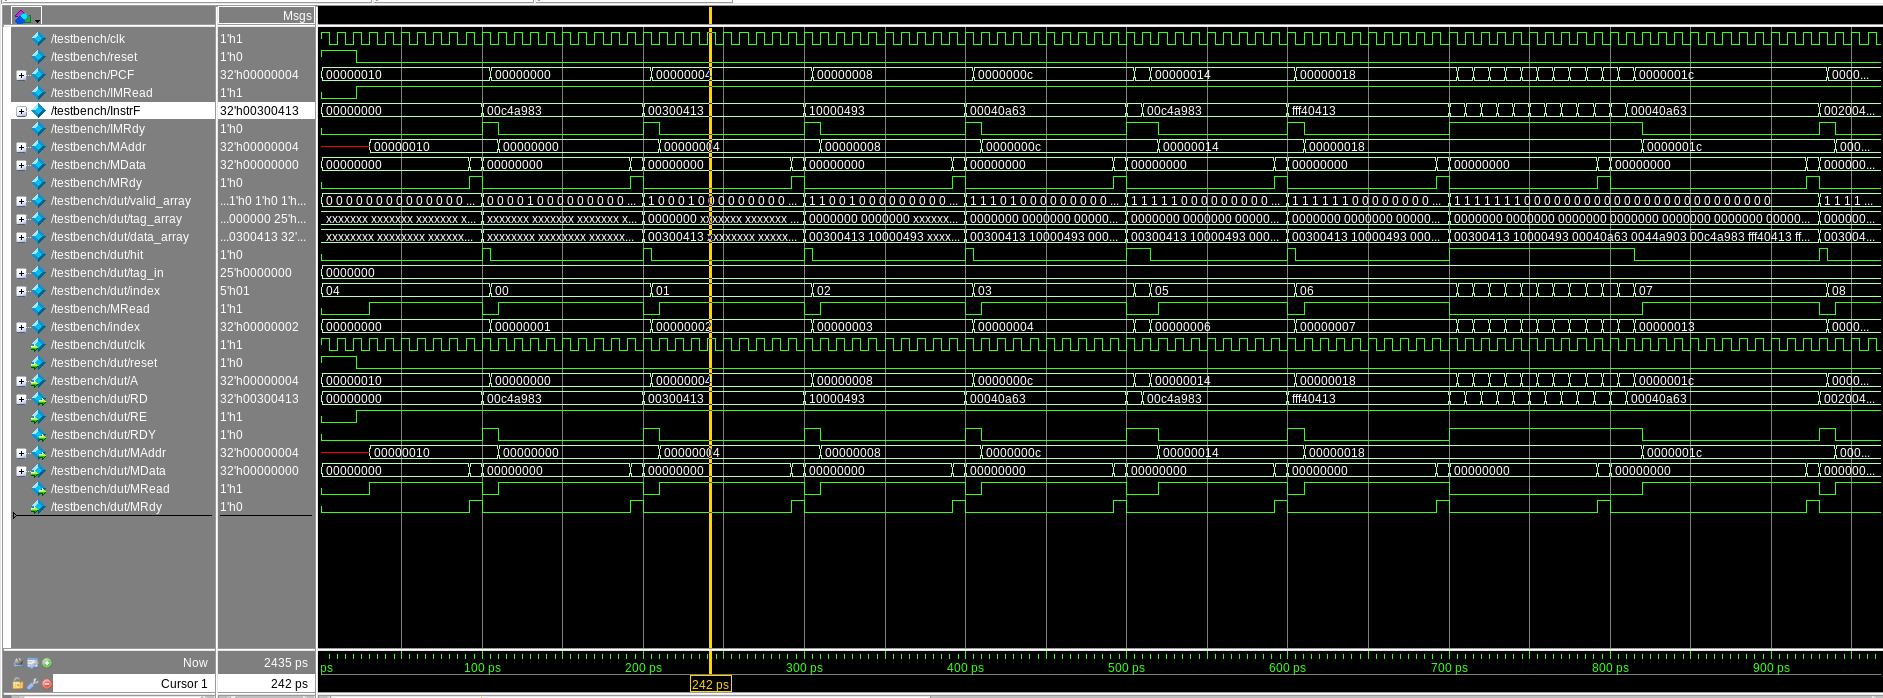 Msgs
/testbench/clk 1'h1
/testbench/reset 1'h0
/testbench/PCF 32'h00000004 00000010 00000000 00000004 00000008 0000000c 00000014 00000018 0000001c 0000...
/testbench/IMRead 1'h1
/testbench/InstrF 32'h00300413 00000000 00c4a983 00300413 10000493 00040a63 00c4a983 fff40413 00040a63 002004...
/testbench/IMRdy 1'h0
/testbench/MAddr 32'h00000004 00000010 00000000 00000004 00000008 0000000c 00000014 00000018 0000001c 000...
/testbench/MData 32'h00000000 00000000 00000000 00000000 00000000 00000000 00000000 00000000 00000000 00000000 000000...
/testbench/MRdy 1'h0
/testbench/dut/valid_array ...1'h0 1'h0 1'h... 0 0 0 0 0 0 0 0 0 0 0 0 0 ... 0 0 0 0 1 0 0 0 0 0 0 0 0 ... 1 0 0 0 1 0 0 0 0 0 0 0 0 ... 1 1 0 0 1 0 0 0 0 0 0 0 0 ... 1 1 1 0 1 0 0 0 0 0 0 0 0 ... 1 1 1 1 1 0 0 0 0 0 0 0 0 ... 1 1 1 1 1 1 0 0 0 0 0 0 0 ... 1 1 1 1 1 1 1 0 0 0 0 0 0 0 0 0 0 0 0 0 0 0 0 0 0 0 0 0 0 0 0 0 1 1 1 1 ...
/testbench/dut/tag_array ...000000 25'h... xxxxxxx xxxxxxx xxxxxxx x... xxxxxxx xxxxxxx xxxxxxx x... 0000000 xxxxxxx xxxxxxx ... 0000000 0000000 xxxxxx... 0000000 0000000 00000... 0000000 0000000 00000... 0000000 0000000 00000... 0000000 0000000 0000000 0000000 0000000 0000000 00000... 000000...
/testbench/dut/data_array ...0300413 32'... xxxxxxxx xxxxxxxx xxxxxx... xxxxxxxx xxxxxxxx xxxxxx... 00300413 xxxxxxxx xxxxx... 00300413 10000493 xxxx... 00300413 10000493 000... 00300413 10000493 000... 00300413 10000493 000... 00300413 10000493 00040a63 0044a903 00c4a983 fff40413 ff... 003004...
/testbench/dut/hit 1'h0
/testbench/dut/tag_in 25'h0000000 0000000
/testbench/dut/index 5'h01 04 00 01 02 03 05 06 07 08
/testbench/MRead 1'h1
/testbench/index 32'h00000002 00000000 00000001 00000002 00000003 00000004 00000006 00000007 00000013 0000...
/testbench/dut/clk 1'h1
/testbench/dut/reset 1'h0
/testbench/dut/A 32'h00000004 00000010 00000000 00000004 00000008 0000000c 00000014 00000018 0000001c 0000...
/testbench/dut/RD 32'h00300413 00000000 00c4a983 00300413 10000493 00040a63 00c4a983 fff40413 00040a63 002004...
/testbench/dut/RE 1'h1
/testbench/dut/RDY 1'h0
/testbench/dut/MAddr 32'h00000004 00000010 00000000 00000004 00000008 0000000c 00000014 00000018 0000001c 000...
/testbench/dut/MData 32'h00000000 00000000 00000000 00000000 00000000 00000000 00000000 00000000 00000000 00000000 000000...
/testbench/dut/MRead 1'h1
/testbench/dut/MRdy 1'h0
Now 2435 ps ps 100 ps 200 ps 300 ps 400 ps 500 ps 600 ps 700 ps 800 ps 900 ps
Cursor 1 242 ps 242 ps